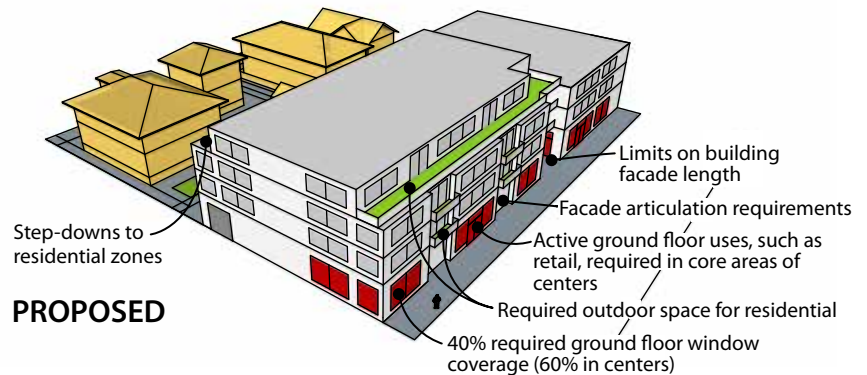 Limits on building
facade length
Facade articulation requirements
Step-downs to
residential zones
Active ground floor uses, such as
retail, required in core areas of
centers
PROPOSED
Required outdoor space for residential
40% required ground floor window
coverage (60% in centers)